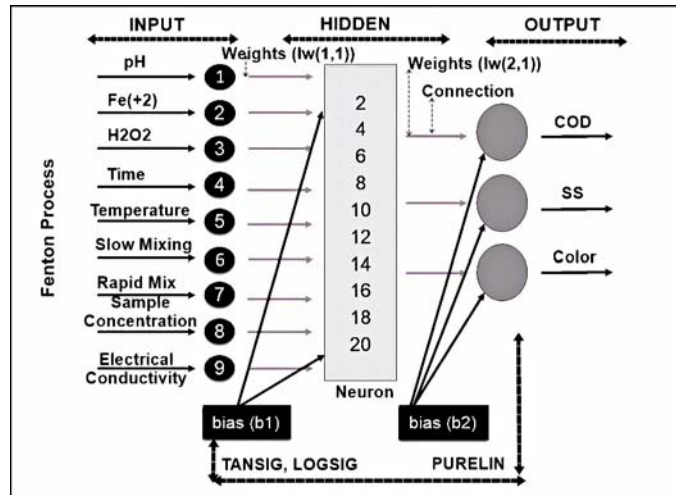 INPUT
HIDDEN
OUTPUT
Weights (Iw(1,1))
Weights (Iw(2,1))
Connection
Fenton Process
pH
1
Fe(+2)
2
H2O2
3
Time
4
Temperature
5
Slow Mixing
6
Rapid Mix
7
Sample
Concentration
8
Electrical
Conductivity
9
2
4
6
8
10
12
14
16
18
20
Neuron
COD
SS
Color
bias (b1)
bias (b2)
TANSIG, LOGSIG
PURELIN